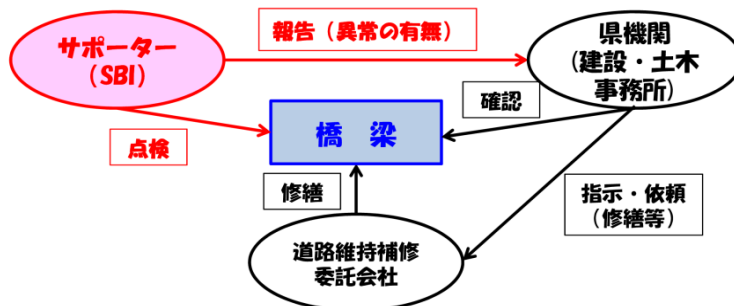 サポーター
（SBI）
報告（異常の有無）
県機関
（建設・土木
事務所）
点検
橋　梁
確認
修繕
指示・依頼
（修繕等）
道路維持補修
委託会社